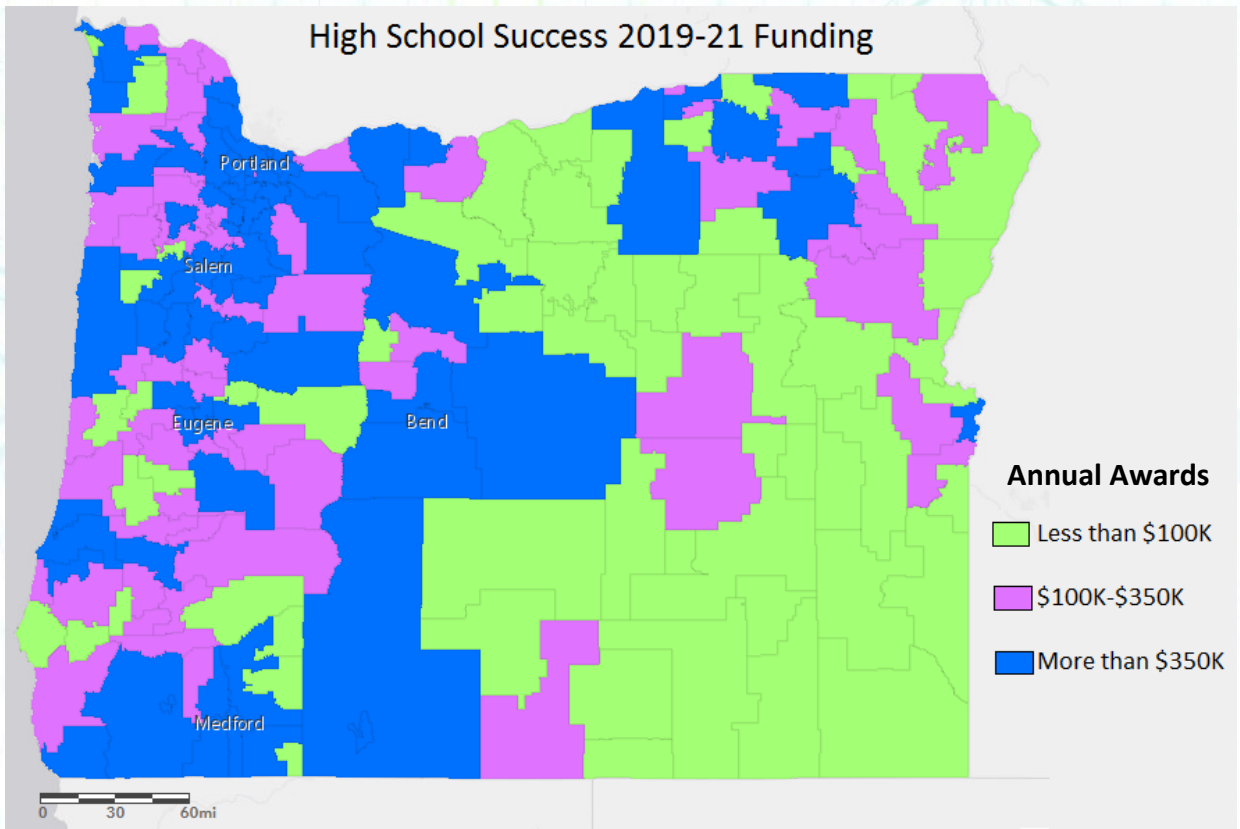 High School Success 2019-21 Funding
Portland
Salem
Eugene
Bend
Medford
Annual Awards
Less than $100K
$100K-$350K
More than $350K
0 30 60mi